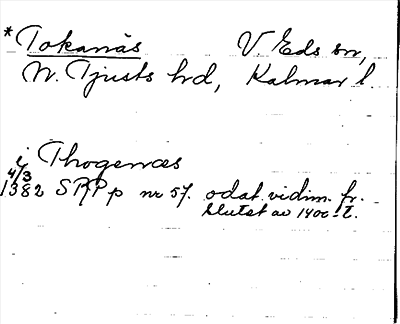 * Tokanäs V. Eds sn,
N. Tjusts hd, Kalmar l.
i Thogenæs
4/3
1382 SRPp nr 57. odat. vidim. fr.
slutet av 1400-t.